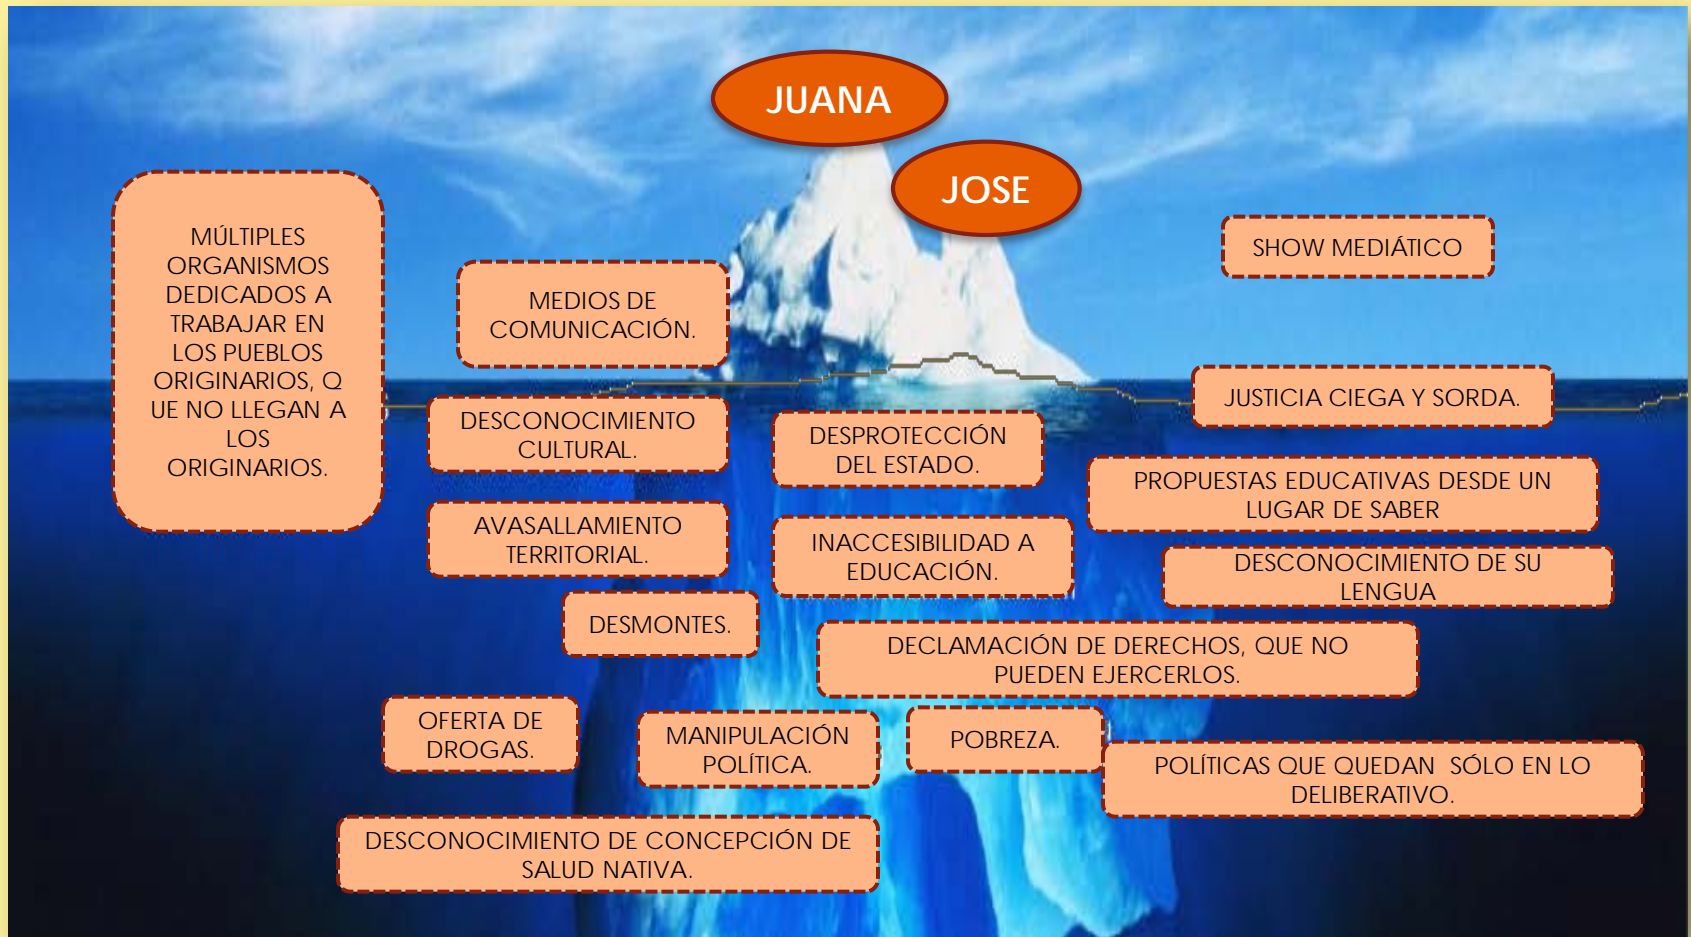 JUANA
JOSE
MÚLTIPLES
ORGANISMOS
DEDICADOS A
TRABAJAR EN
LOS PUEBLOS
ORIGINARIOS, Q
UE NO LLEGAN A
LOS
ORIGINARIOS.
MEDIOS DE
COMUNICACIÓN.
SHOW MEDIÁTICO
JUSTICIA CIEGA Y SORDA.
DESCONOCIMIENTO
CULTURAL.
DESPROTECCIÓN
DEL ESTADO.
PROPUESTAS EDUCATIVAS DESDE UN
LUGAR DE SABER
AVASALLAMIENTO
TERRITORIAL.
INACCESIBILIDAD A
EDUCACIÓN.
DESCONOCIMIENTO DE SU
LENGUA
DESMONTES.
DECLAMACIÓN DE DERECHOS, QUE NO
PUEDEN EJERCERLOS.
OFERTA DE
DROGAS.
MANIPULACIÓN
POLÍTICA.
POBREZA.
POLÍTICAS QUE QUEDAN  SÓLO EN LO
DELIBERATIVO.
DESCONOCIMIENTO DE CONCEPCIÓN DE
SALUD NATIVA.